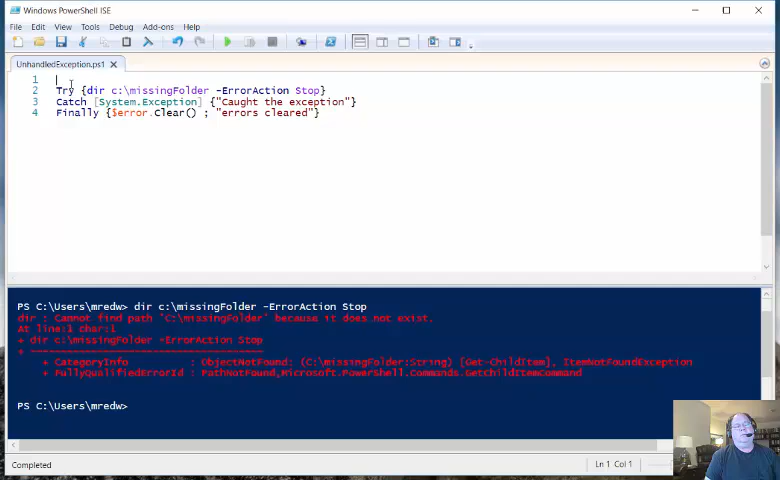 Windows PowerShell ISE
File Edit View Tools Debug Add-ons Help
UnhandledException.ps1
1
2 Try {dir c:\missingFolder -ErrorAction Stop}
3 Catch [System.Exception] {"Caught the exception"}
4 Finally {$error.Clear() ; "errors cleared"}
PS C:\Users\mredw> dir c:\missingFolder -ErrorAction Stop
dir : Cannot find path 'C:\missingFolder' because it does not exist.
At line:1 char:1
+ dir c:\missingFolder -ErrorAction Stop
+ ~~~~~~~~~~~~~~~~~~~~~~~~~~~~~~~~~~~~~~
+ CategoryInfo : ObjectNotFound: (C:\missingFolder:String) [Get-ChildItem], ItemNotFoundException
+ FullyQualifiedErrorId : PathNotFound,Microsoft.PowerShell.Commands.GetChildItemCommand
PS C:\Users\mredw>
Completed
Ln 1 Col 1